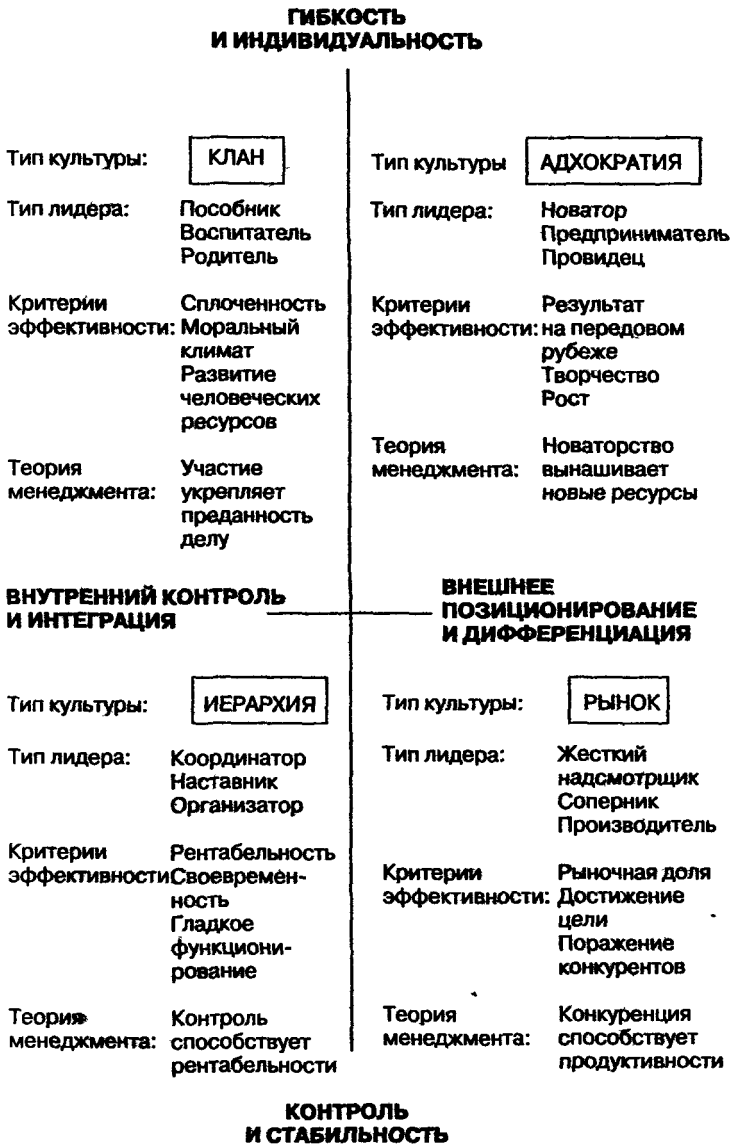 ГИБКОСТЬ
И ИНДИВИДУАЛЬНОСТЬ
Тип культуры: КЛАН
Тип лидера: Пособник
Воспитатель
Родитель
Критерии Сплоченность
эффективности: Моральный
климат
Развитие
человеческих
ресурсов
Теория Участие
менеджмента: укрепляет
преданность
делу
Тип культуры АДХОКРАТИЯ
Тип лидера: Новатор
Предприниматель
Провидец
Критерии Результат
эффективности: на передовом
рубеже
Творчество
Рост
Теория Новаторство
менеджмента: вынашивает
новые ресурсы
ВНУТРЕННИЙ КОНТРОЛЬ
И ИНТЕГРАЦИЯ
ВНЕШНЕЕ
ПОЗИЦИОНИРОВАНИЕ
И ДИФФЕРЕНЦИАЦИЯ
Тип культуры: ИЕРАРХИЯ
Тип лидера: Координатор
Наставник
Организатор
Критерии Рентабельность
эффективности Своевремен-
ность
Гладкое
функциони-
рование
Теория Контроль
менеджмента: способствует
рентабельности
Тип культуры: РЫНОК
Тип лидера: Жесткий
надсмотрщик
Соперник
Производитель
Критерии Рыночная доля
эффективности: Достижение
цели
Поражение
конкурентов
Теория Конкуренция
менеджмента: способствует
продуктивности
КОНТРОЛЬ
И СТАБИЛЬНОСТЬ